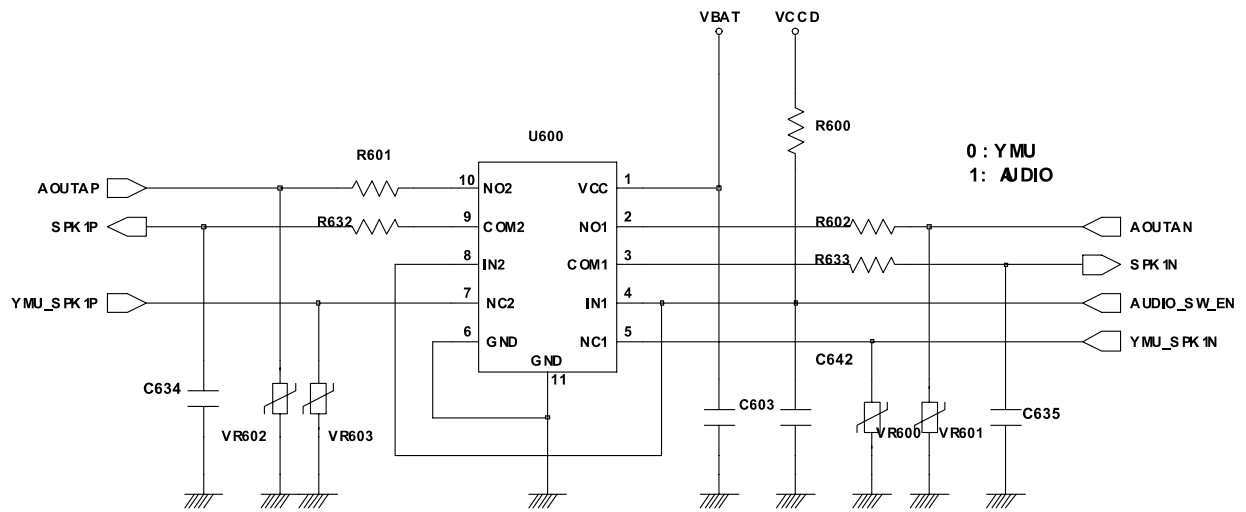 VBAT VCCD
R600
U600
0 : YMU
1: AUDIO
R601
AOUTAP 10 NO2 VCC 1
SPK1P R632 9 COM2 NO1 2 R602 AOUTAN
8 IN2 COM1 3 R633 SPK1N
YMU_SPK1P 7 NC2 IN1 4 AUDIO_SW_EN
6 GND NC1 5 YMU_SPK1N
GND
11
C642
C634 C603 C635
VR602 VR603 VR600 VR601